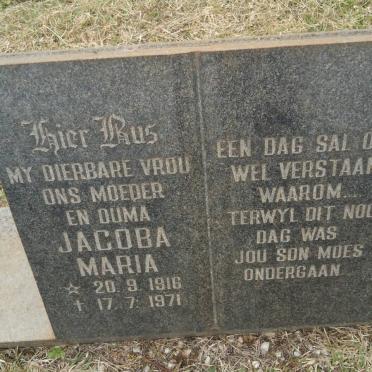 Hier Rus
MY DIERBARE VROU
ONS MOEDER
EN OUMA
JACOBA
MARIA
☆ 20. 9. 1916
✝ 17. 7. 1971
EEN DAG SAL O
WEL VERSTAAN
WAAROM...
TERWYL DIT NOU
DAG WAS
JOU SON MOES
ONDERGAAN